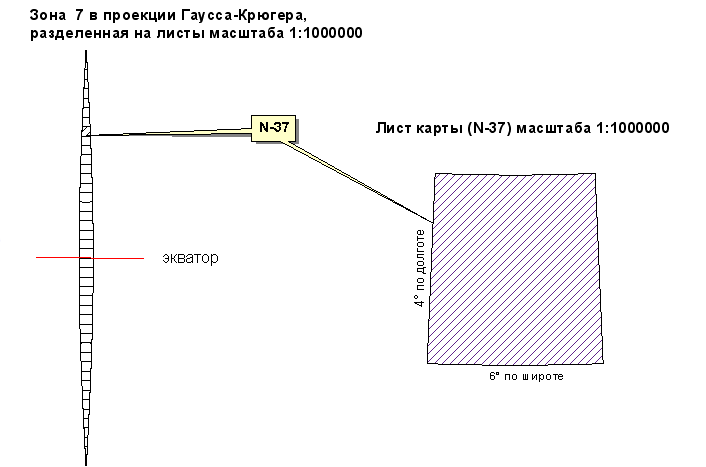 Зона 7 в проекции Гаусса-Крюгера,
разделенная на листы масштаба 1:1000000
N-37
Лист карты (N-37) масштаба 1:1000000
4° по долготе
экватор
6° по широте